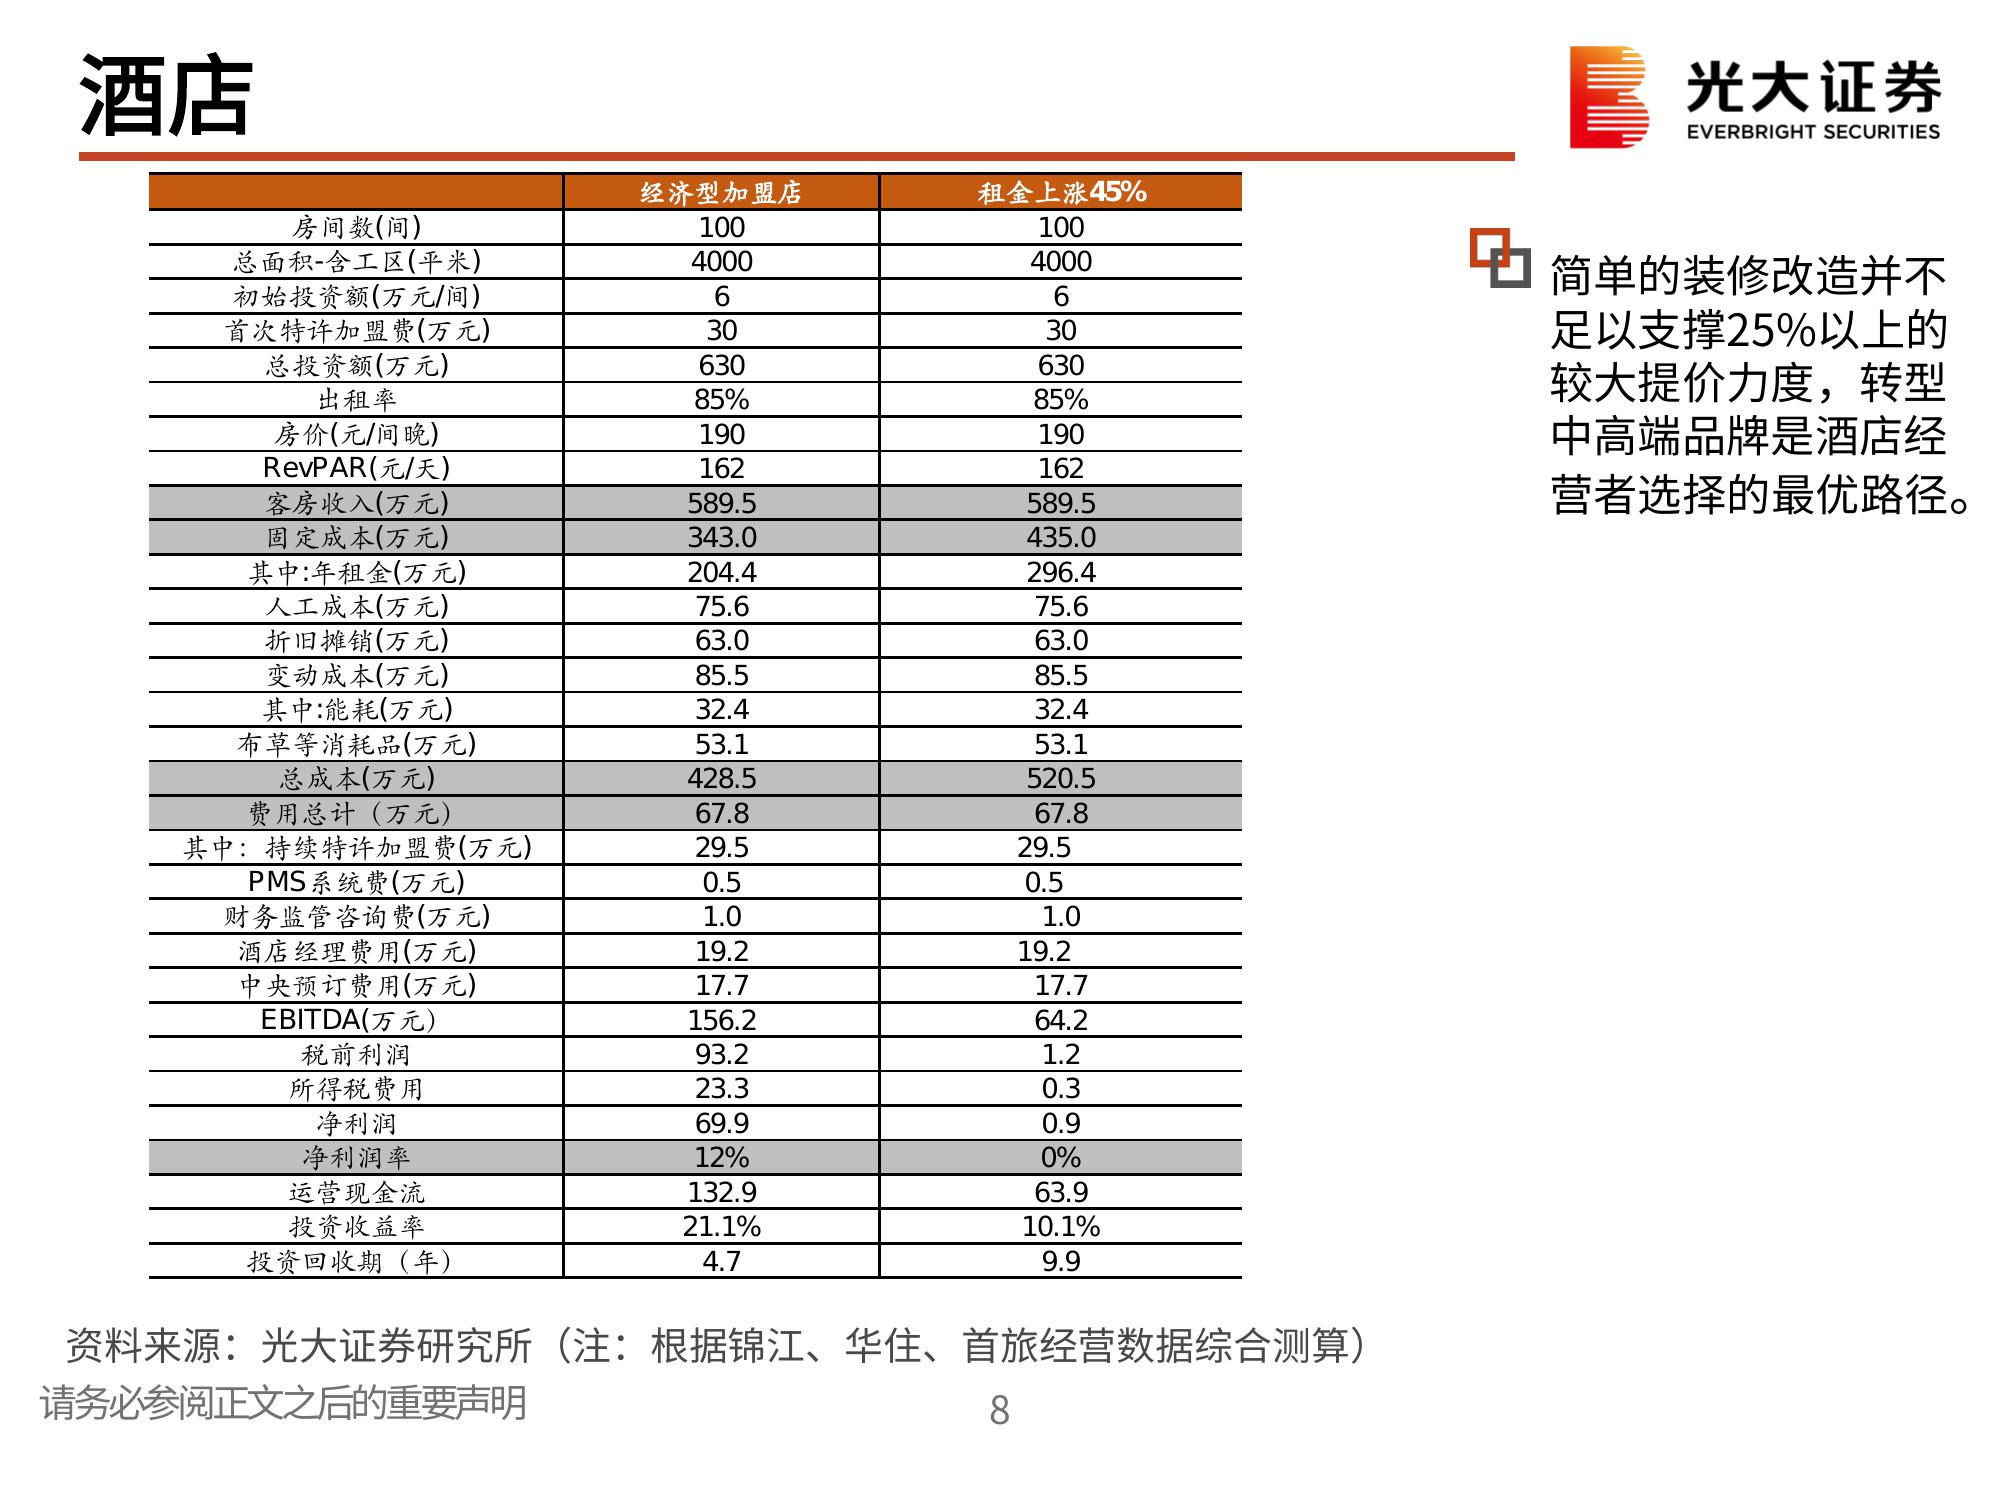 酒店
光大证券
EVERBRIGHT SECURITIES
经济型加盟店 租金上涨45%
房间数(间) 100 100
总面积-含工区(平米) 4000 4000
初始投资额(万元/间) 6 6
首次特许加盟费(万元) 30 30
总投资额(万元) 630 630
出租率 85% 85%
房价(元/间晚) 190 190
RevPAR(元/天) 162 162
客房收入(万元) 589.5 589.5
固定成本(万元) 343.0 435.0
其中:年租金(万元) 204.4 296.4
人工成本(万元) 75.6 75.6
折旧摊销(万元) 63.0 63.0
变动成本(万元) 85.5 85.5
其中:能耗(万元) 32.4 32.4
布草等消耗品(万元) 53.1 53.1
总成本(万元) 428.5 520.5
费用总计（万元） 67.8 67.8
其中：持续特许加盟费(万元) 29.5 29.5
PMS系统费(万元) 0.5 0.5
财务监管咨询费(万元) 1.0 1.0
酒店经理费用(万元) 19.2 19.2
中央预订费用(万元) 17.7 17.7
EBITDA(万元） 156.2 64.2
税前利润 93.2 1.2
所得税费用 23.3 0.3
净利润 69.9 0.9
净利润率 12% 0%
运营现金流 132.9 63.9
投资收益率 21.1% 10.1%
投资回收期（年） 4.7 9.9
简单的装修改造并不
足以支撑25%以上的
较大提价力度，转型
中高端品牌是酒店经
营者选择的最优路径。
资料来源：光大证券研究所（注：根据锦江、华住、首旅经营数据综合测算）
请务必参阅正文之后的重要声明
8